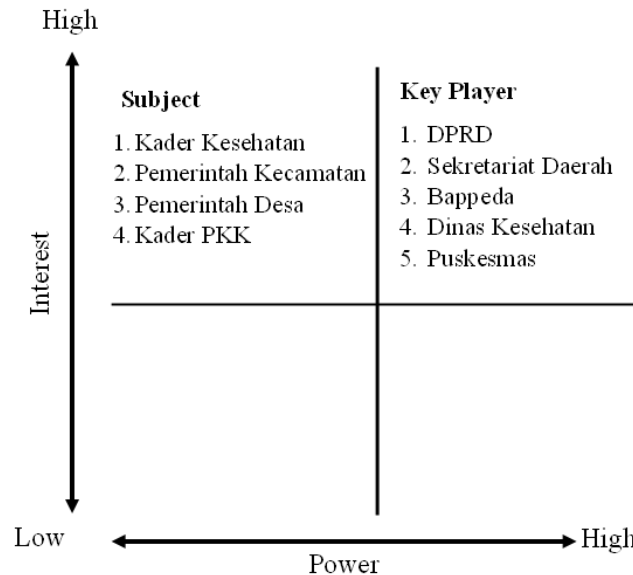 High
Subject
1. Kader Kesehatan
2. Pemerintah Kecamatan
3. Pemerintah Desa
4. Kader PKK
Key Player
1. DPRD
2. Sekretariat Daerah
3. Bappeda
4. Dinas Kesehatan
5. Puskesmas
Interest
Low
High
Power